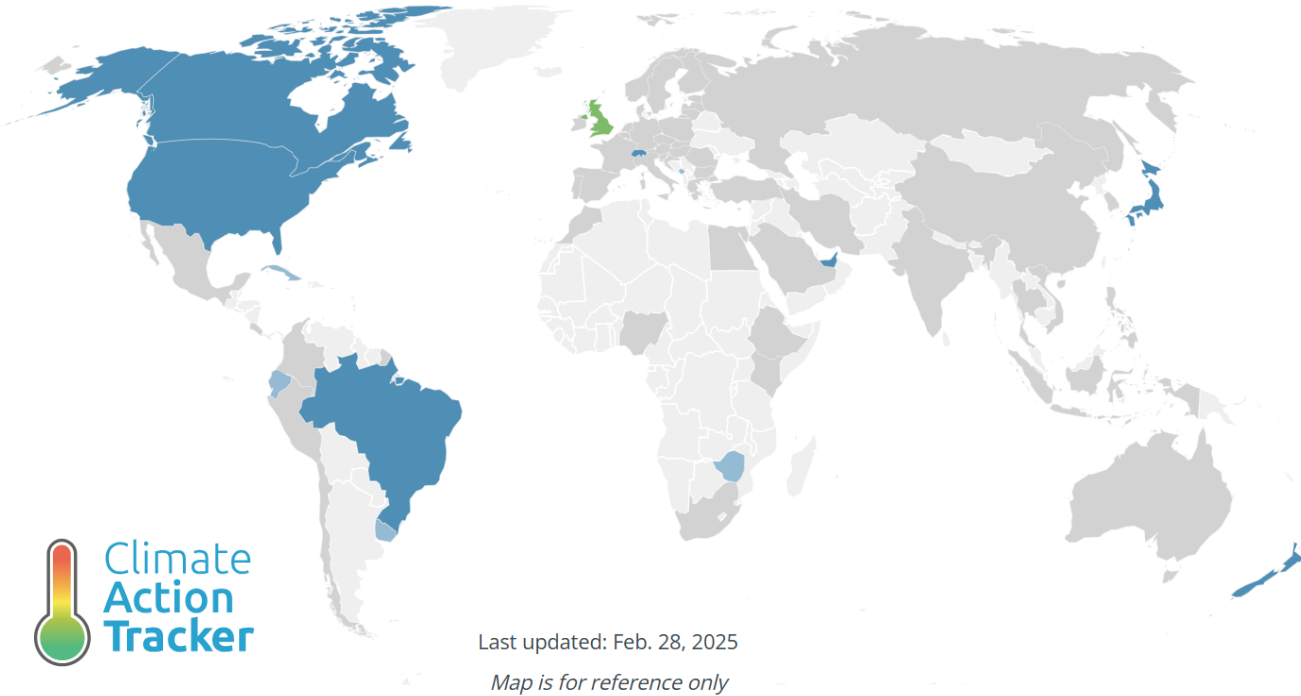 Climate
Action
Tracker
Last updated: Feb. 28, 2025
Map is for reference only